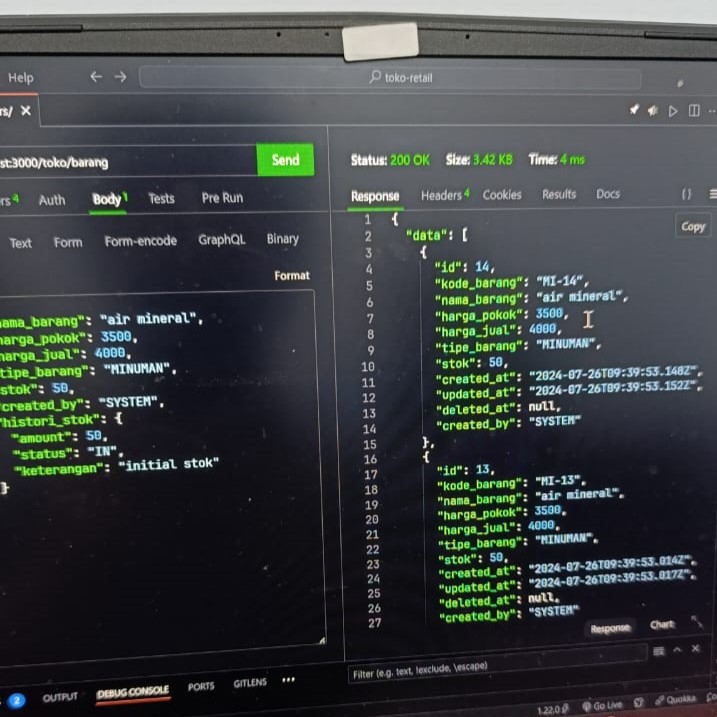 Help
toko-retail
rs/
st:3000/toko/barang
Send
Status: 200 OK Size: 3.42 KB Time: 4 ms
rs 4 Auth Body 1 Tests Pre Run
Response Headers 4 Cookies Results Docs { }
Text Form Form-encode GraphQL Binary
Copy
Format
ama_barang": "air mineral",
arga_pokok": 3500,
arga_jual": 4000,
tipe_barang": "MINUMAN",
stok": 50,
created_by": "SYSTEM",
histori_stok": {
"amount": 50,
"status": "IN",
"keterangan": "initial stok"
}
1 {
2 "data": [
3 {
4 "id": 14,
5 "kode_barang": "MI-14",
6 "nama_barang": "air mineral",
7 "harga_pokok": 3500,
8 "harga_jual": 4000,
9 "tipe_barang": "MINUMAN",
10 "stok": 50,
11 "created_at": "2024-07-26T09:39:53.148Z",
12 "updated_at": "2024-07-26T09:39:53.152Z",
13 "deleted_at": null,
14 "created_by": "SYSTEM"
15 },
16 {
17 "id": 13,
18 "kode_barang": "MI-13",
19 "nama_barang": "air mineral",
20 "harga_pokok": 3500,
21 "harga_jual": 4000,
22 "tipe_barang": "MINUMAN",
23 "stok": 50,
24 "created_at": "2024-07-26T09:39:53.014Z",
25 "updated_at": "2024-07-26T09:39:53.017Z",
26 "deleted_at": null,
27 "created_by": "SYSTEM"
Response Chart
2 OUTPUT DEBUG CONSOLE PORTS GITLENS
Filter (e.g. text, !exclude, \escape)
1.22.0 Go Live Quokka